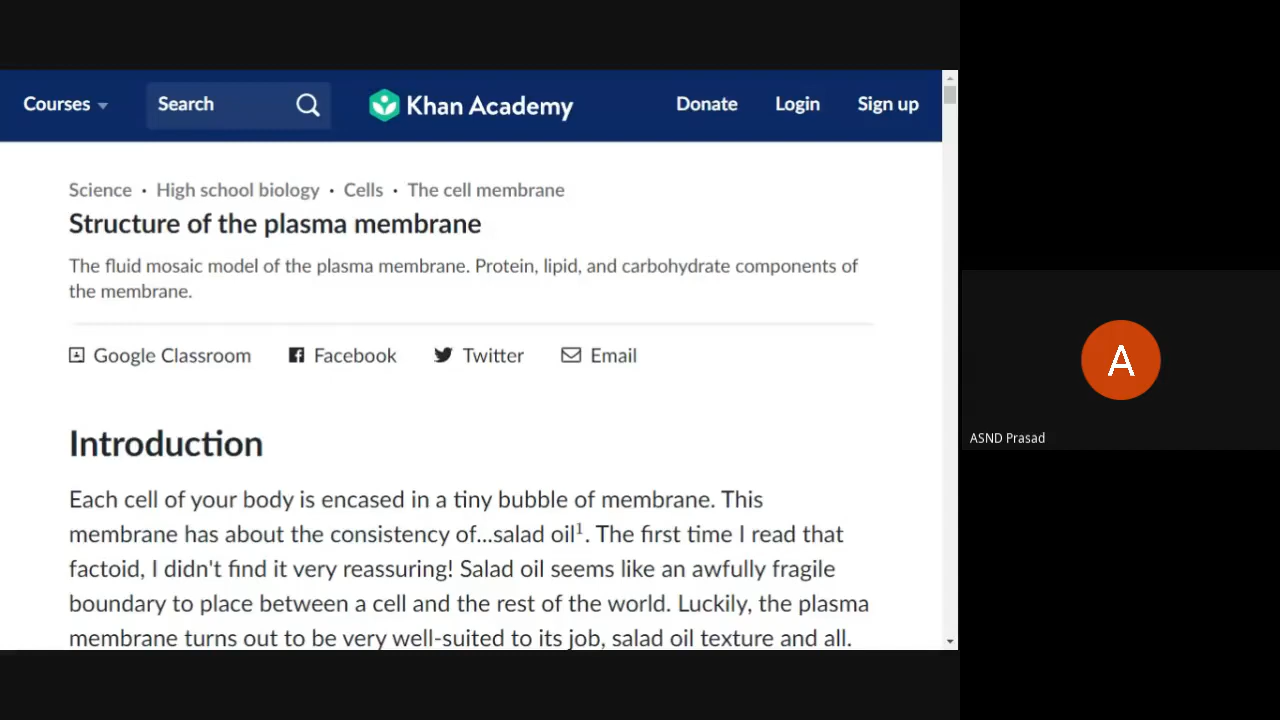 Courses Search Khan Academy Donate Login Sign up
Science · High school biology · Cells · The cell membrane
Structure of the plasma membrane
The fluid mosaic model of the plasma membrane. Protein, lipid, and carbohydrate components of
the membrane.
Google Classroom Facebook Twitter Email
Introduction
Each cell of your body is encased in a tiny bubble of membrane. This
membrane has about the consistency of...salad oil¹. The first time I read that
factoid, I didn't find it very reassuring! Salad oil seems like an awfully fragile
boundary to place between a cell and the rest of the world. Luckily, the plasma
membrane turns out to be very well-suited to its job, salad oil texture and all.
A
ASND Prasad